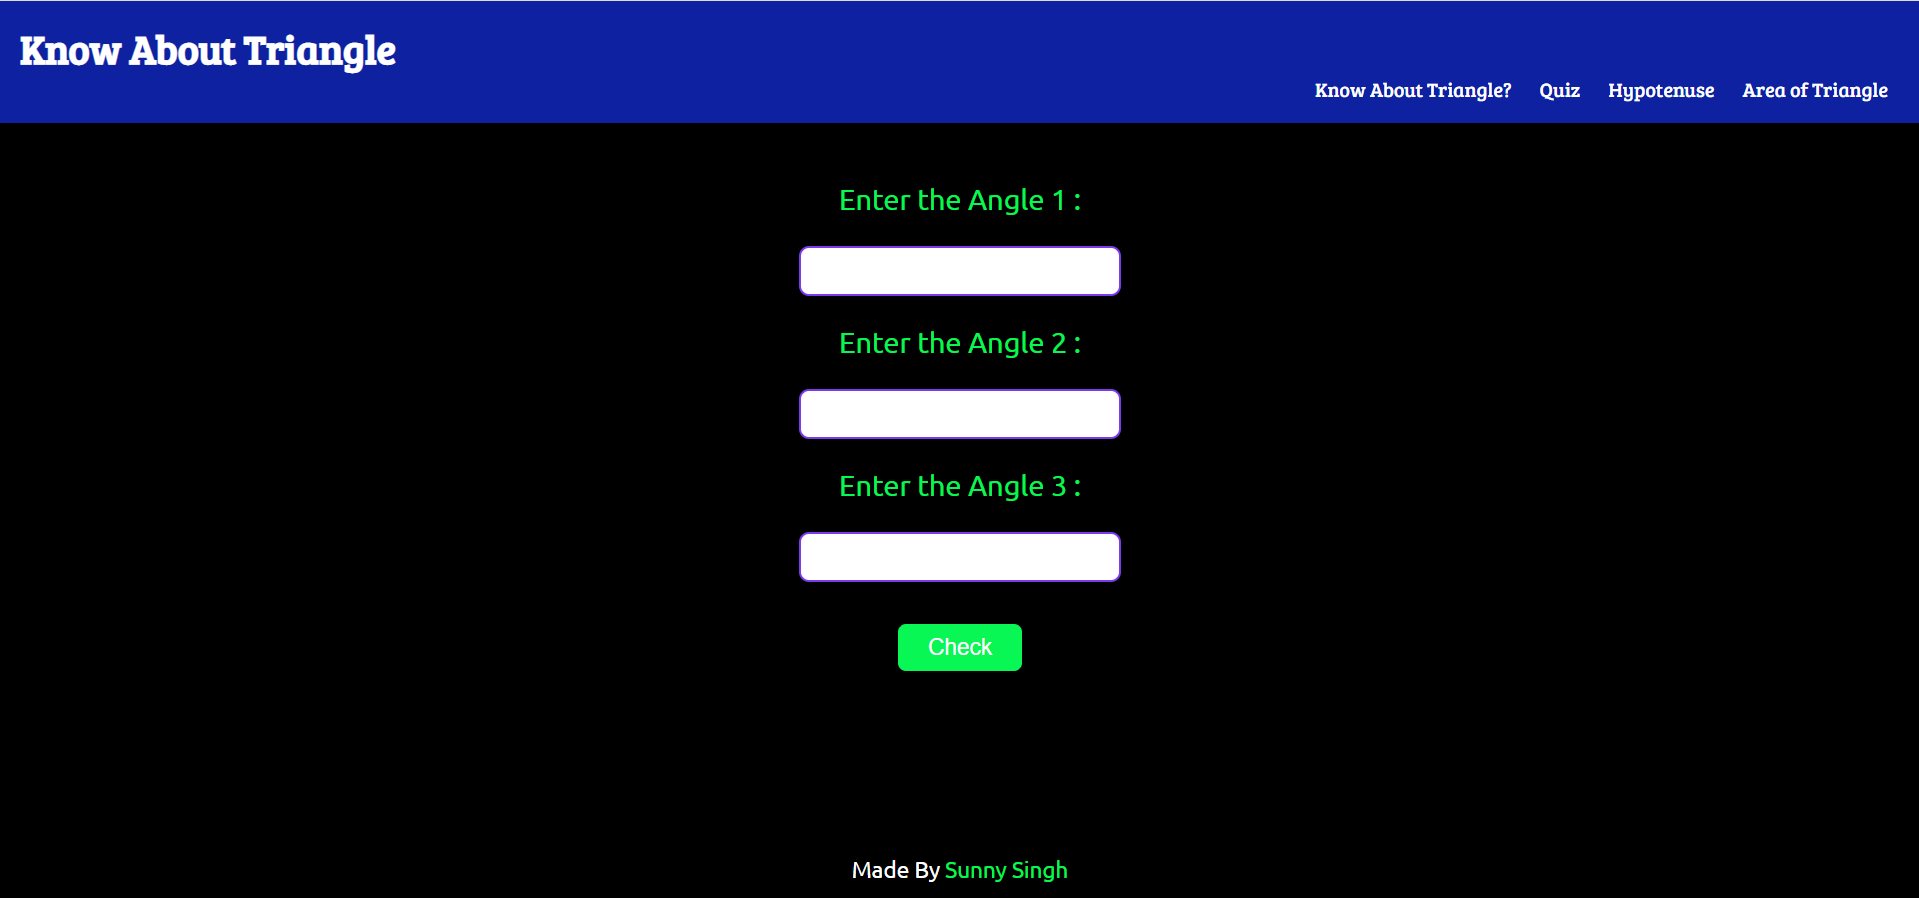 Know About Triangle
Know About Triangle? Quiz Hypotenuse Area of Triangle
Enter the Angle 1 :
Enter the Angle 2 :
Enter the Angle 3 :
Check
Made By Sunny Singh